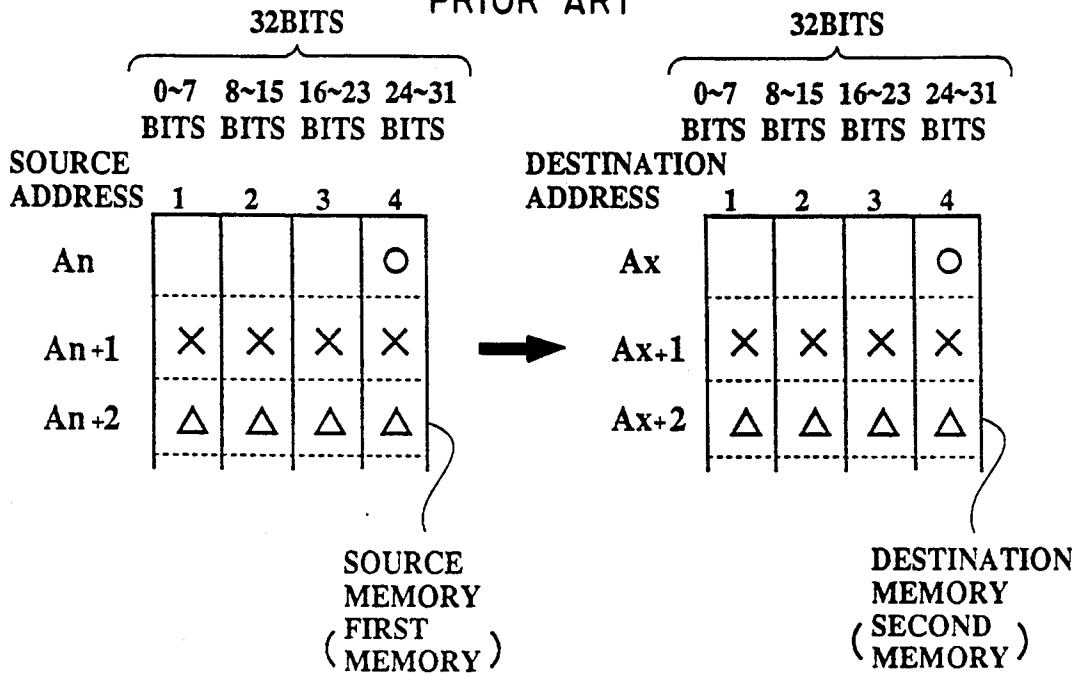 PRIOR ART
32BITS
0~7 8~15 16~23 24~31
BITS BITS BITS BITS
SOURCE
ADDRESS 1 2 3 4
An
An+1
An+2
SOURCE
MEMORY
(FIRST
MEMORY)
32BITS
0~7 8~15 16~23 24~31
BITS BITS BITS BITS
DESTINATION
ADDRESS 1 2 3 4
Ax
Ax+1
Ax+2
DESTINATION
MEMORY
(SECOND
MEMORY)